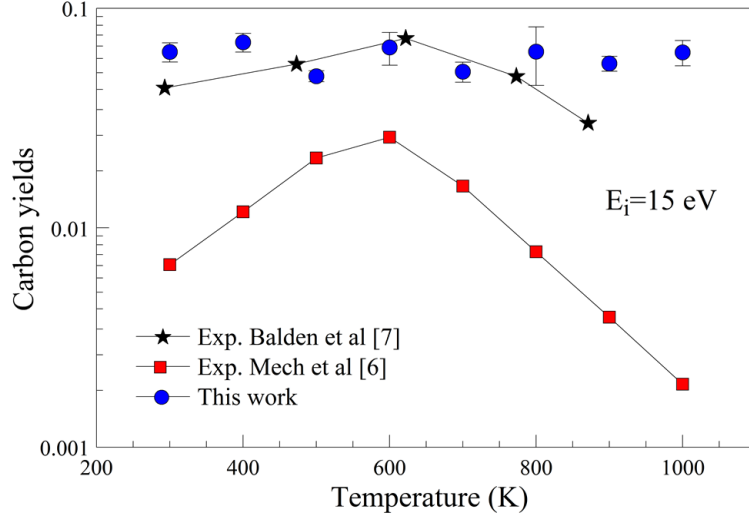 0.1
0.01
0.001
Carbon yields
E_i=15 eV
Exp. Balden et al [7]
Exp. Mech et al [6]
This work
200 400 600 800 1000
Temperature (K)